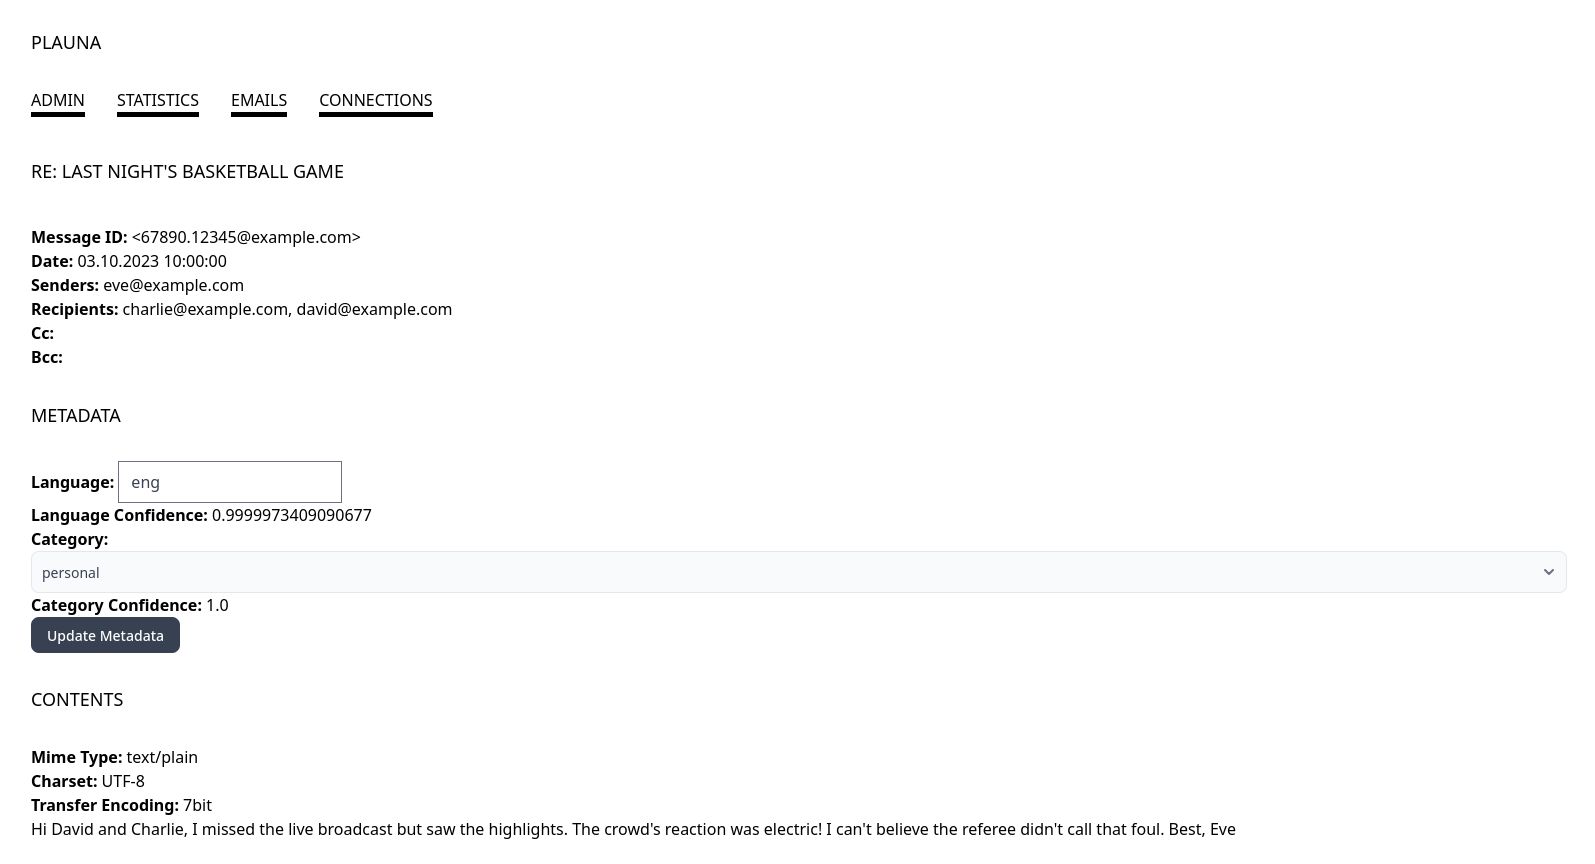 PLAUNA
ADMIN STATISTICS EMAILS CONNECTIONS
RE: LAST NIGHT'S BASKETBALL GAME
Message ID: <67890.12345@example.com>
Date: 03.10.2023 10:00:00
Senders: eve@example.com
Recipients: charlie@example.com, david@example.com
Cc:
Bcc:
METADATA
Language: eng
Language Confidence: 0.9999973409090677
Category:
personal
Category Confidence: 1.0
Update Metadata
CONTENTS
Mime Type: text/plain
Charset: UTF-8
Transfer Encoding: 7bit
Hi David and Charlie, I missed the live broadcast but saw the highlights. The crowd's reaction was electric! I can't believe the referee didn't call that foul. Best, Eve